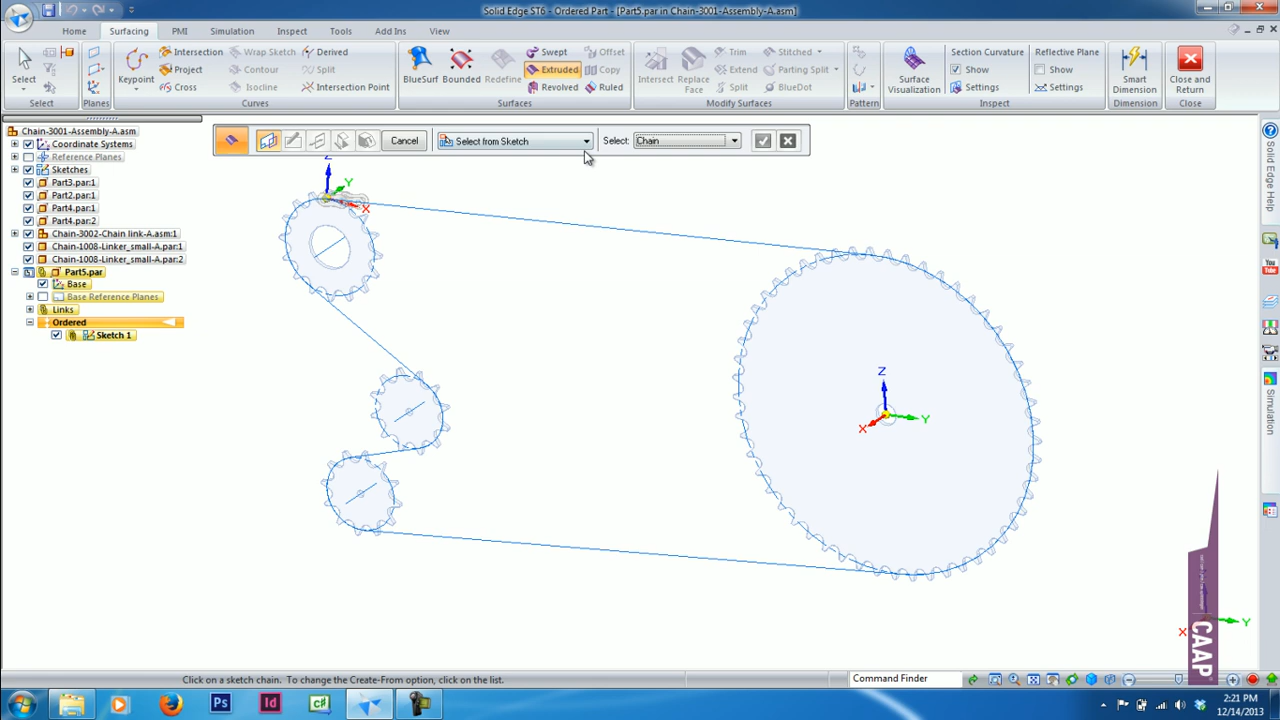 Solid Edge ST6 - Ordered Part - [Part5.par in Chain-3001-Assembly-A.asm]
Home Surfacing PMI Simulation Inspect Tools Add Ins View
Select
Select
Planes
Keypoint
Intersection
Project
Cross
Wrap Sketch
Contour
Isocline
Derived
Split
Intersection Point
Curves
BlueSurf
Bounded
Redefine
Swept
Extruded
Revolved
Offset
Copy
Ruled
Surfaces
Intersect
Replace Face
Trim
Extend
Split
Stitched
Parting Split
BlueDot
Modify Surfaces
Pattern
Surface Visualization
Section Curvature
Show
Settings
Reflective Plane
Show
Settings
Inspect
Smart Dimension
Dimension
Close and Return
Close
Cancel
Select from Sketch
Select:
Chain
Chain-3001-Assembly-A.asm
Coordinate Systems
Reference Planes
Sketches
Part3.par:1
Part2.par:1
Part4.par:1
Part4.par:2
Chain-3002-Chain link-A.asm:1
Chain-1008-Linker_small-A.par:1
Chain-1008-Linker_small-A.par:2
Part5.par
Base
Base Reference Planes
Links
Ordered
Sketch 1
Z
Y
X
Z
Y
X
Y
X
CAAP
Solid Edge Help
You
Tube
Simulation
Click on a sketch chain. To change the Create-From option, click on the list.
Command Finder
Ps
Id
C#
2:21 PM
12/14/2013